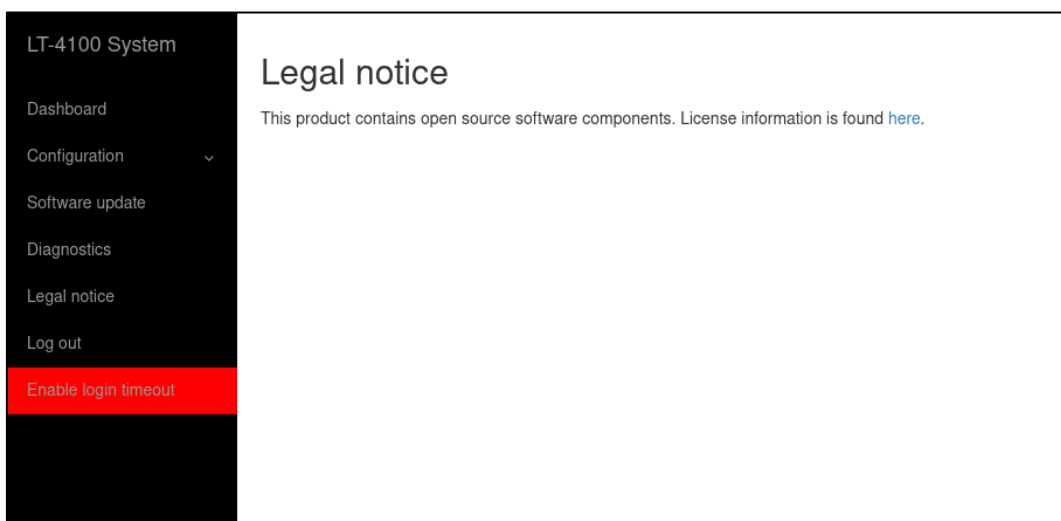 LT-4100 System
Dashboard
Configuration
Software update
Diagnostics
Legal notice
Log out
Enable login timeout
Legal notice
This product contains open source software components. License information is found here.